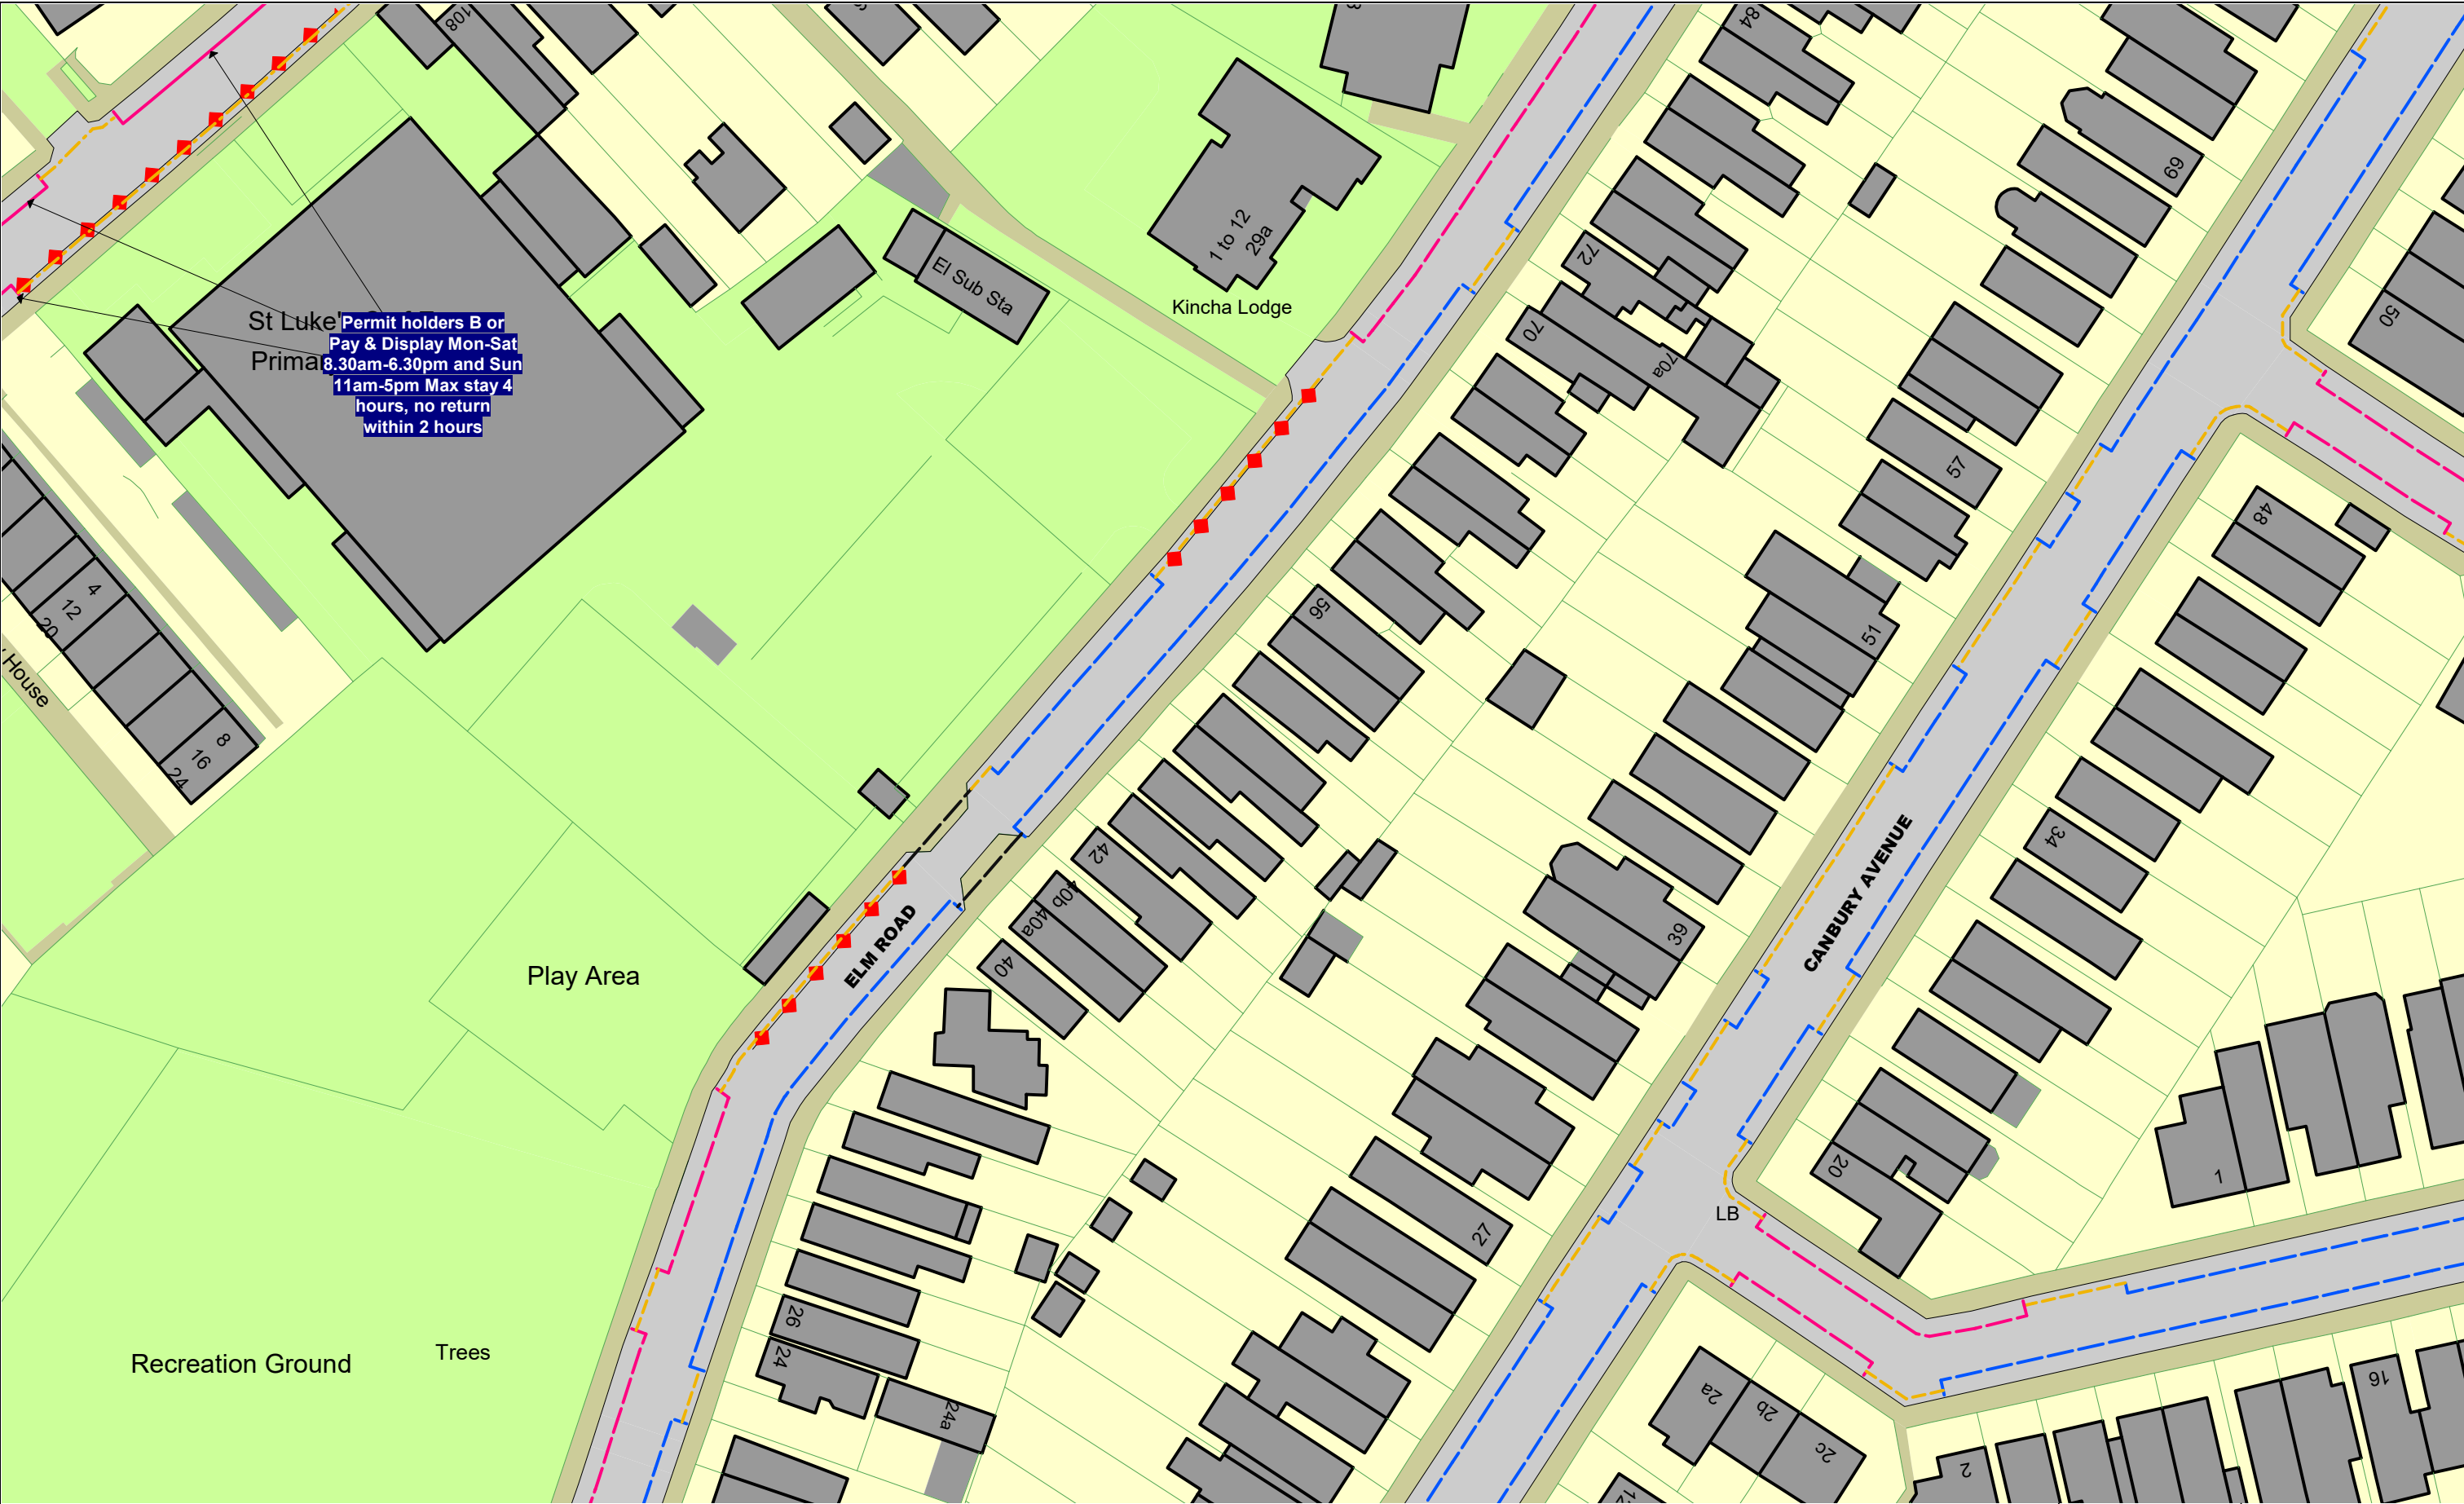 108
84
1 to 12
29a
El Sub Sta
Kincha Lodge
72
70
70a
69
50
57
48
St Luke's
Permit holders B or
Pay & Display Mon-Sat
8.30am-6.30pm and Sun
11am-5pm Max stay 4
hours, no return
within 2 hours
56
51
4
12
20
House
8
16
24
42
40b
40a
40
34
39
ELM ROAD
CANBURY AVENUE
Play Area
20
1
LB
27
26
24
24a
Recreation Ground
Trees
2a
2b
2c
2
16